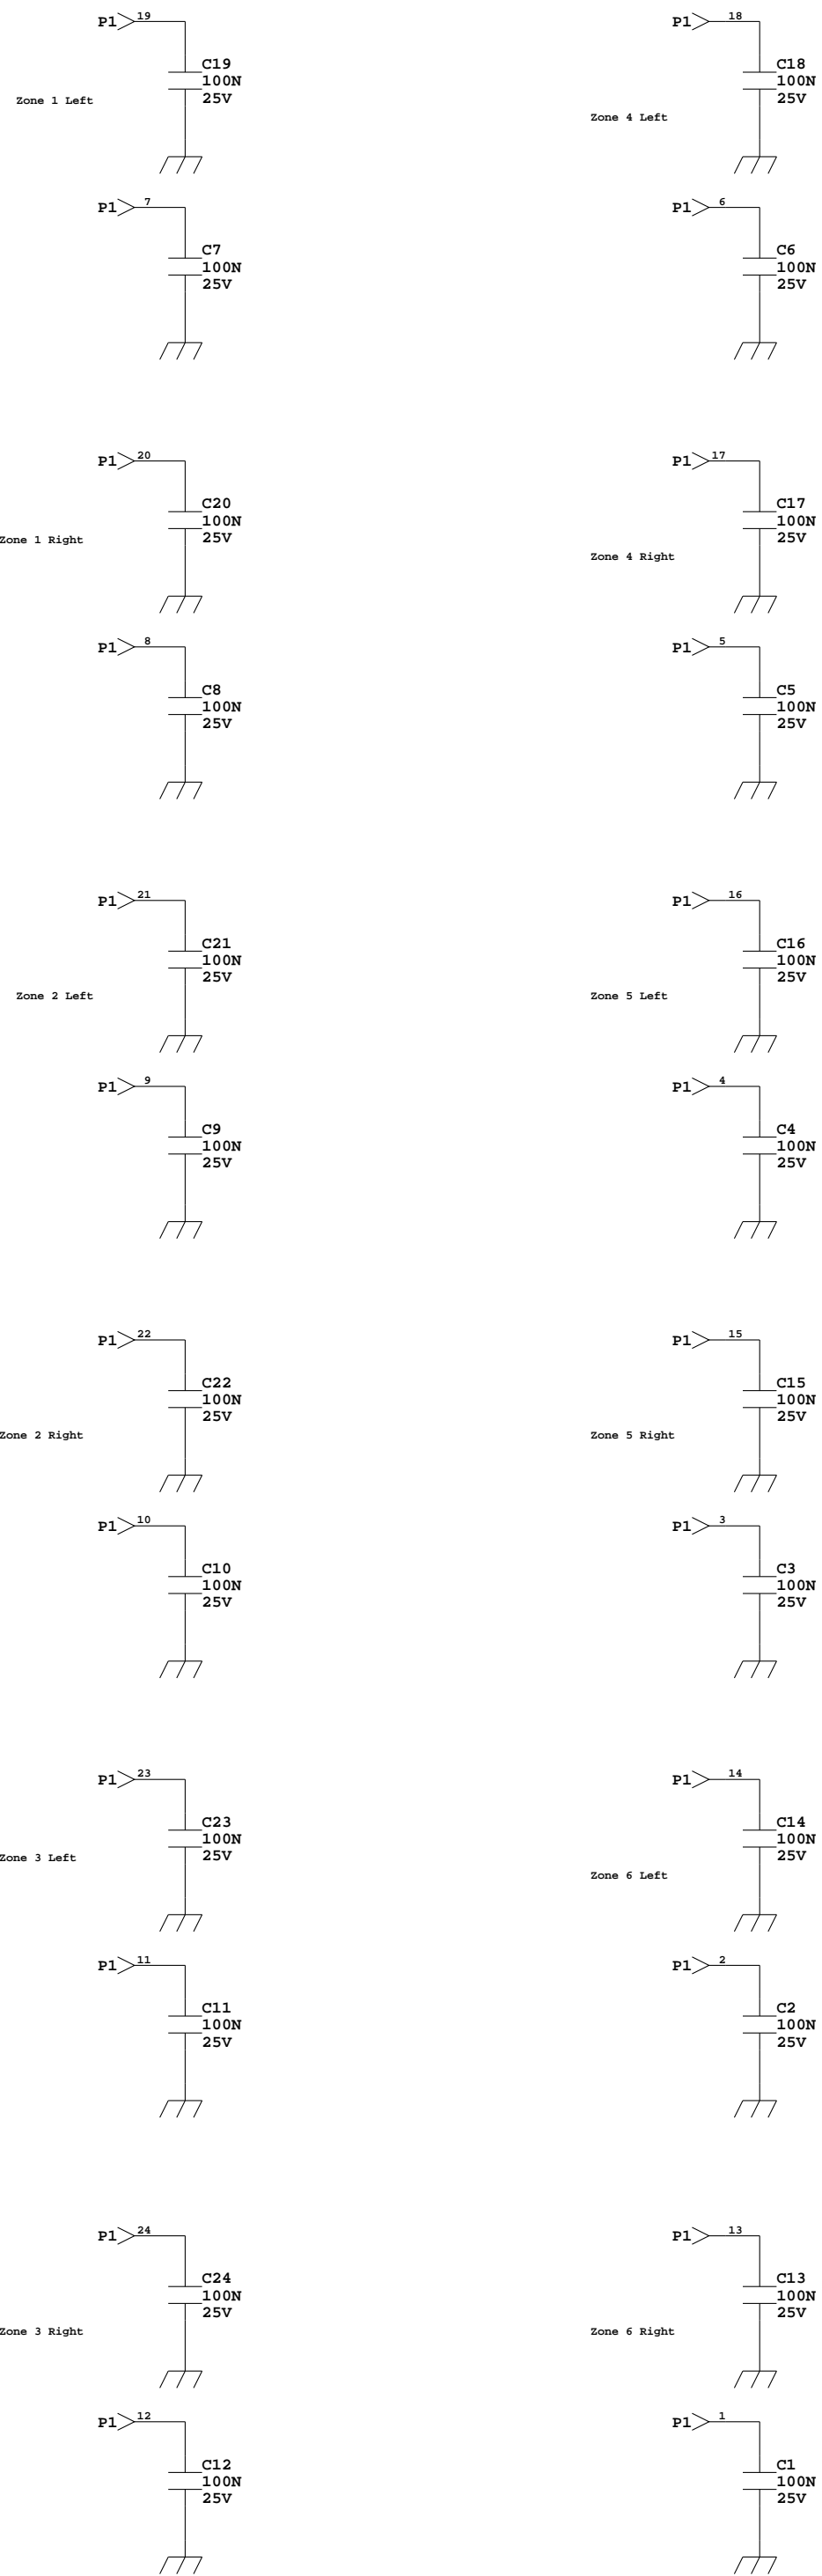 P1 19
C19
100N
25V
Zone 1 Left
P1 7
C7
100N
25V
P1 20
C20
100N
25V
Zone 1 Right
P1 8
C8
100N
25V
P1 21
C21
100N
25V
Zone 2 Left
P1 9
C9
100N
25V
P1 22
C22
100N
25V
Zone 2 Right
P1 10
C10
100N
25V
P1 23
C23
100N
25V
Zone 3 Left
P1 11
C11
100N
25V
P1 24
C24
100N
25V
Zone 3 Right
P1 12
C12
100N
25V
P1 18
C18
100N
25V
Zone 4 Left
P1 6
C6
100N
25V
P1 17
C17
100N
25V
Zone 4 Right
P1 5
C5
100N
25V
P1 16
C16
100N
25V
Zone 5 Left
P1 4
C4
100N
25V
P1 15
C15
100N
25V
Zone 5 Right
P1 3
C3
100N
25V
P1 14
C14
100N
25V
Zone 6 Left
P1 2
C2
100N
25V
P1 13
C13
100N
25V
Zone 6 Right
P1 1
C1
100N
25V